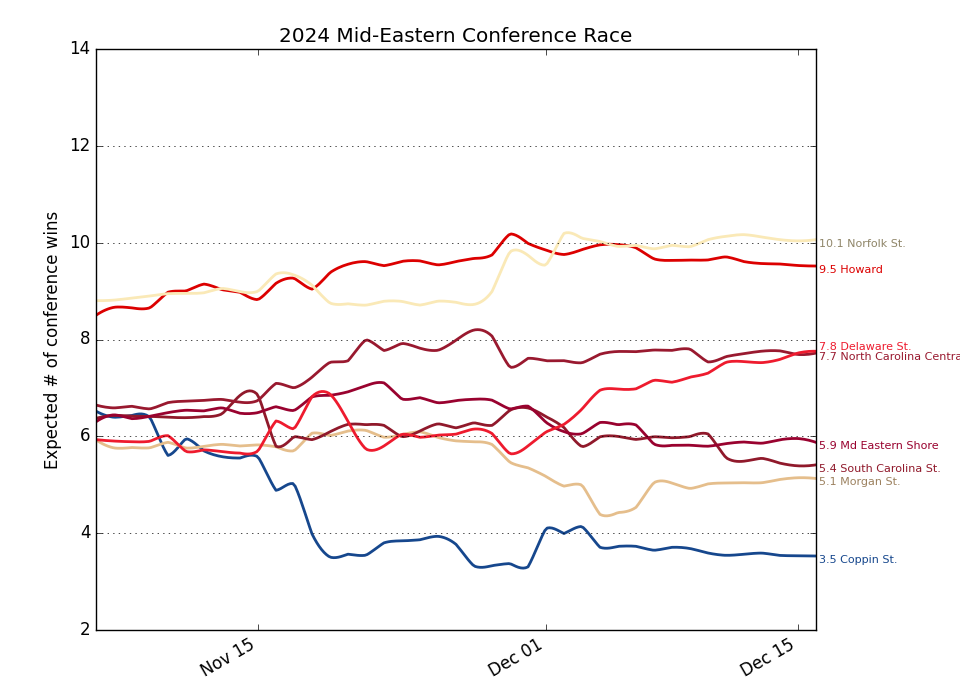 2024 Mid-Eastern Conference Race
14
12
10
8
6
4
2
Expected # of conference wins
Nov 15
Dec 01
Dec 15
10.1 Norfolk St.
9.5 Howard
7.8 Delaware St.
7.7 North Carolina Centra
5.9 Md Eastern Shore
5.4 South Carolina St.
5.1 Morgan St.
3.5 Coppin St.